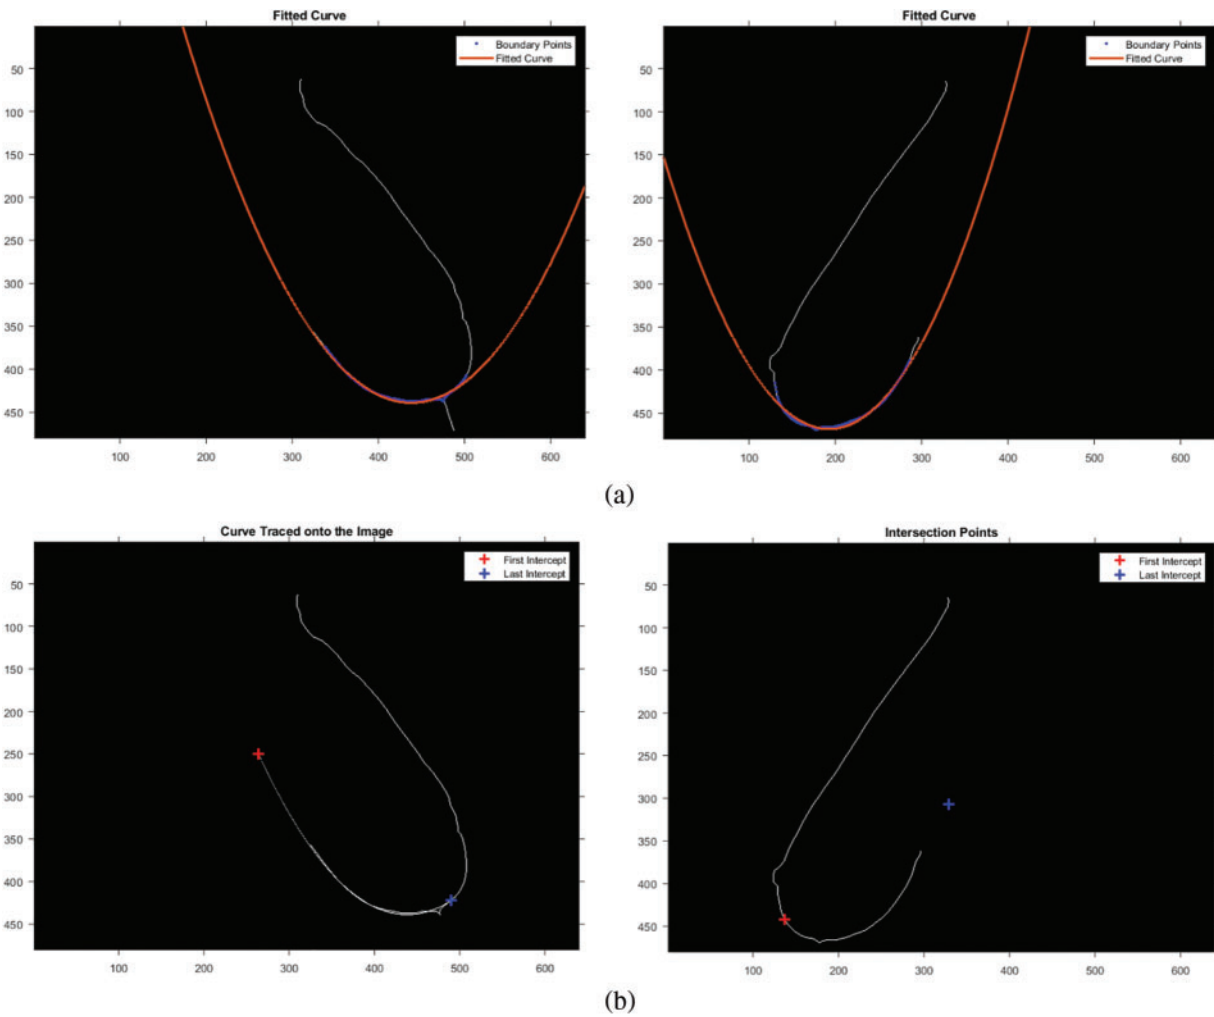 Fitted Curve
Boundary Points
Fitted Curve
50
100
150
200
250
300
350
400
450
100 200 300 400 500 600
Fitted Curve
Boundary Points
Fitted Curve
50
100
150
200
250
300
350
400
450
100 200 300 400 500 600
(a)
Curve Traced onto the Image
First Intercept
Last Intercept
50
100
150
200
250
300
350
400
450
100 200 300 400 500 600
Intersection Points
First Intercept
Last Intercept
50
100
150
200
250
300
350
400
450
100 200 300 400 500 600
(b)